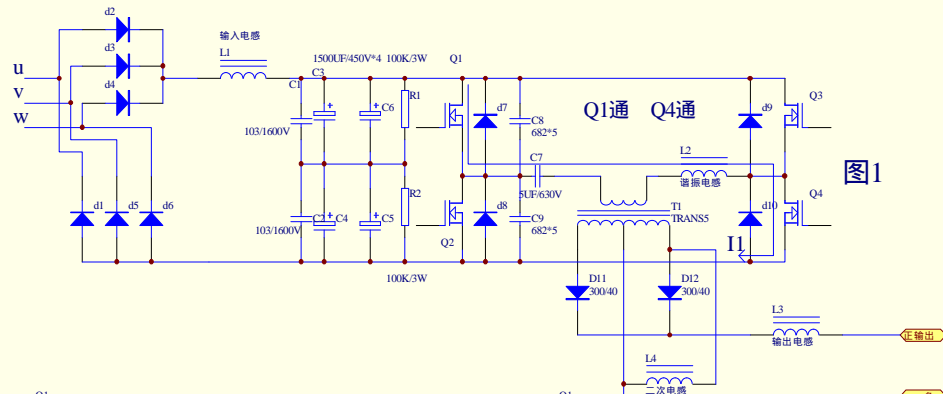 d2
输入电感
L1
1500UF/450V*4
100K/3W
Q1
u
d3
C3
v
d4
C1
C6
R1
d7
C8
Q1通 Q4通
d9
Q3
w
103/1600V
682*5
L2
C7
谐振电感
图1
5UF/630V
R2
Q4
d1
d5
d6
C2
C4
C5
d8
C9
T1
TRANS5
d10
103/1600V
682*5
Q2
I1
100K/3W
D11
300/40
D12
300/40
L3
正输出
输出电感
L4
二次电感